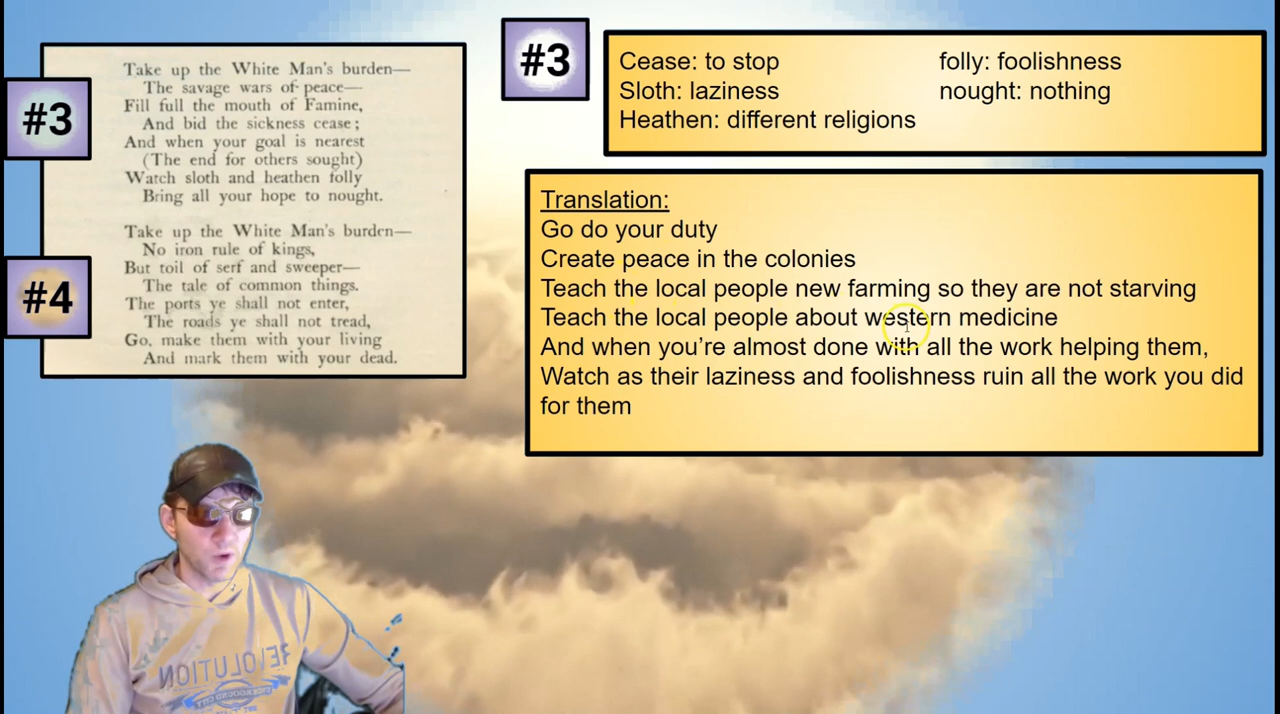 Take up the White Man's burden—
The savage wars of peace—
Fill full the mouth of Famine,
And bid the sickness cease;
And when your goal is nearest
(The end for others sought)
Watch sloth and heathen folly
Bring all your hope to nought.
Take up the White Man's burden—
No iron rule of kings,
But toil of serf and sweeper—
The tale of common things.
The ports ye shall not enter,
The roads ye shall not tread,
Go, make them with your living
And mark them with your dead.
#3
#4
#3
Cease: to stop
Sloth: laziness
Heathen: different religions
folly: foolishness
nought: nothing
Translation:
Go do your duty
Create peace in the colonies
Teach the local people new farming so they are not starving
Teach the local people about western medicine
And when you’re almost done with all the work helping them,
Watch as their laziness and foolishness ruin all the work you did
for them
REVOLUTION